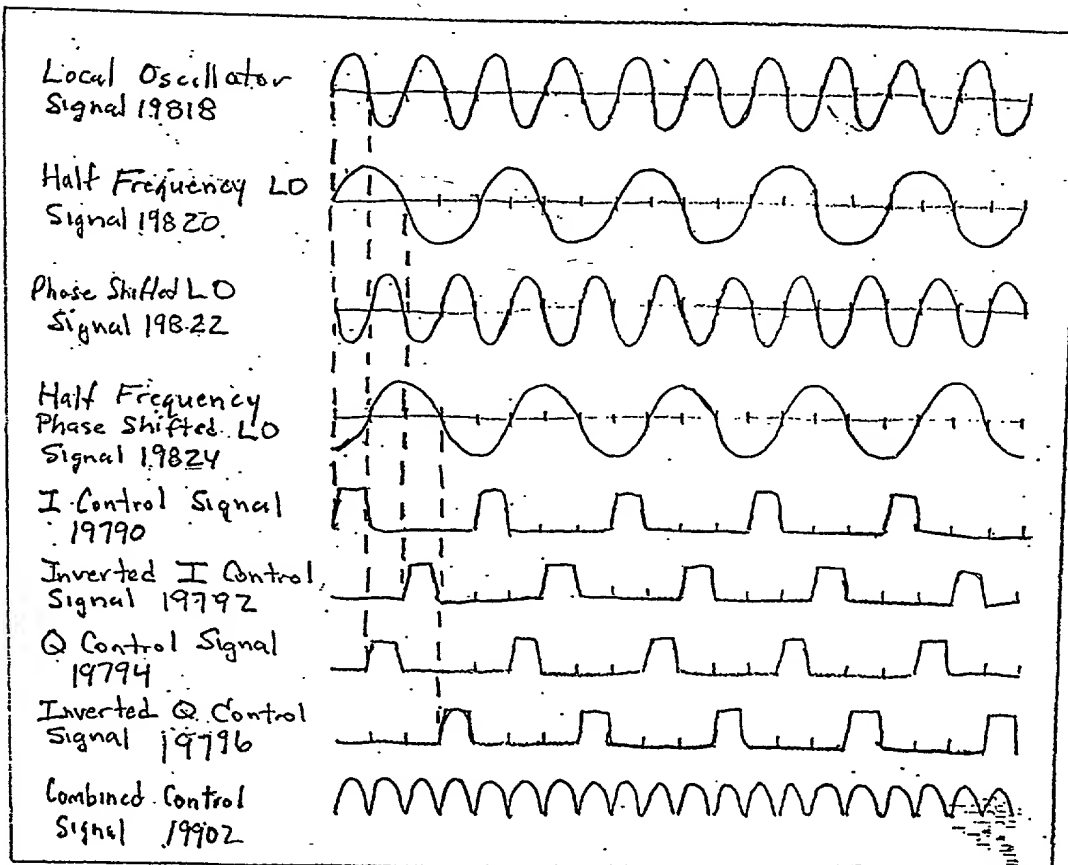 Local Oscillator
Signal 19818
Half Frequency LO
Signal 19820
Phase Shifted LO
Signal 19822
Half Frequency
Phase Shifted LO
Signal 19824
I Control Signal
19790
Inverted I Control
Signal 19792
Q Control Signal
19794
Inverted Q Control
Signal 19796
Combined Control
Signal 19902